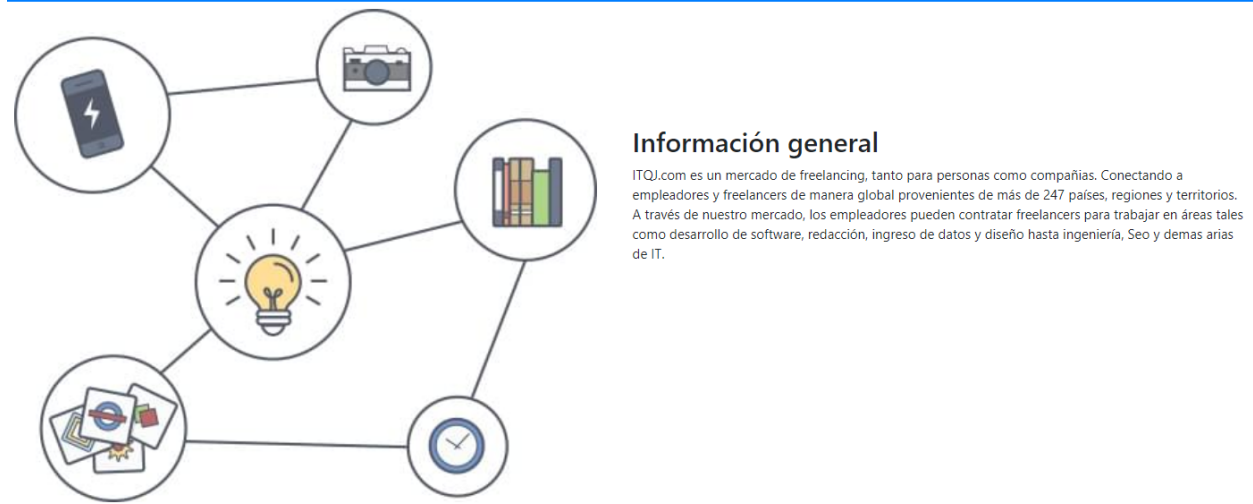 Información general
ITQJ.com es un mercado de freelancing, tanto para personas como compañias. Conectando a
empleadores y freelancers de manera global provenientes de más de 247 países, regiones y territorios.
A través de nuestro mercado, los empleadores pueden contratar freelancers para trabajar en áreas tales
como desarrollo de software, redacción, ingreso de datos y diseño hasta ingeniería, Seo y demas arias
de IT.